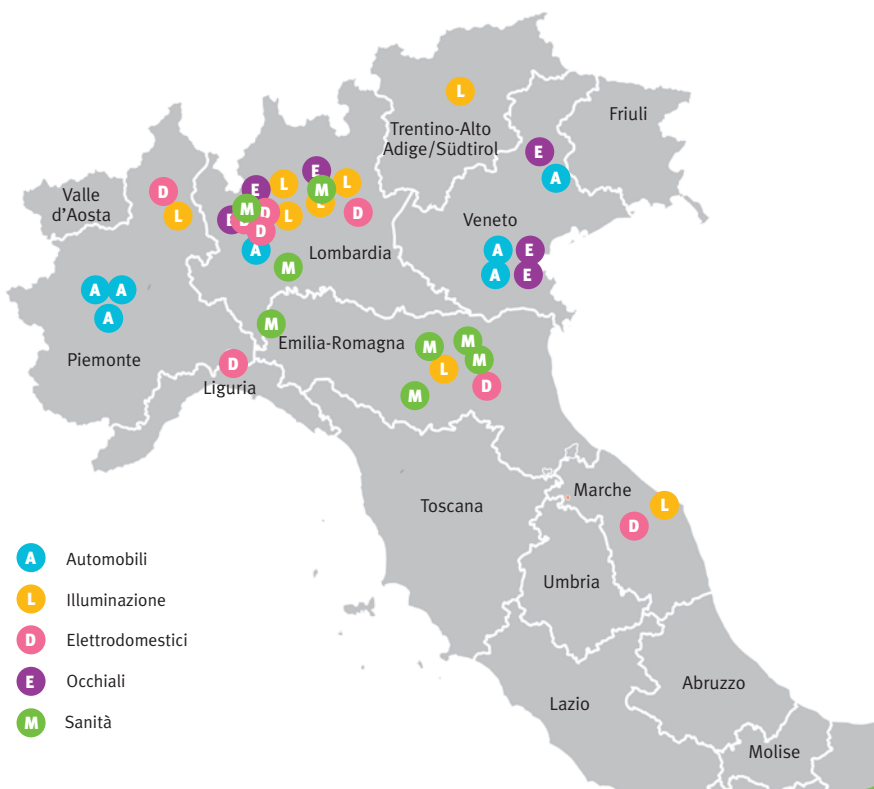 L
Trentino-Alto
Adige/Südtirol
Friuli
E
A
Valle
d'Aosta
D
L
E
L
E
M
L
L
M
E
D
D
D
L
D
A
M
Lombardia
Veneto
A
E
A
E
A
A
A
Piemonte
M
Emilia-Romagna
D
Liguria
M
M
M
L
D
M
Toscana
Marche
L
D
Umbria
Lazio
Abruzzo
Molise
A Automobili
L Illuminazione
D Elettrodomestici
E Occhiali
M Sanità